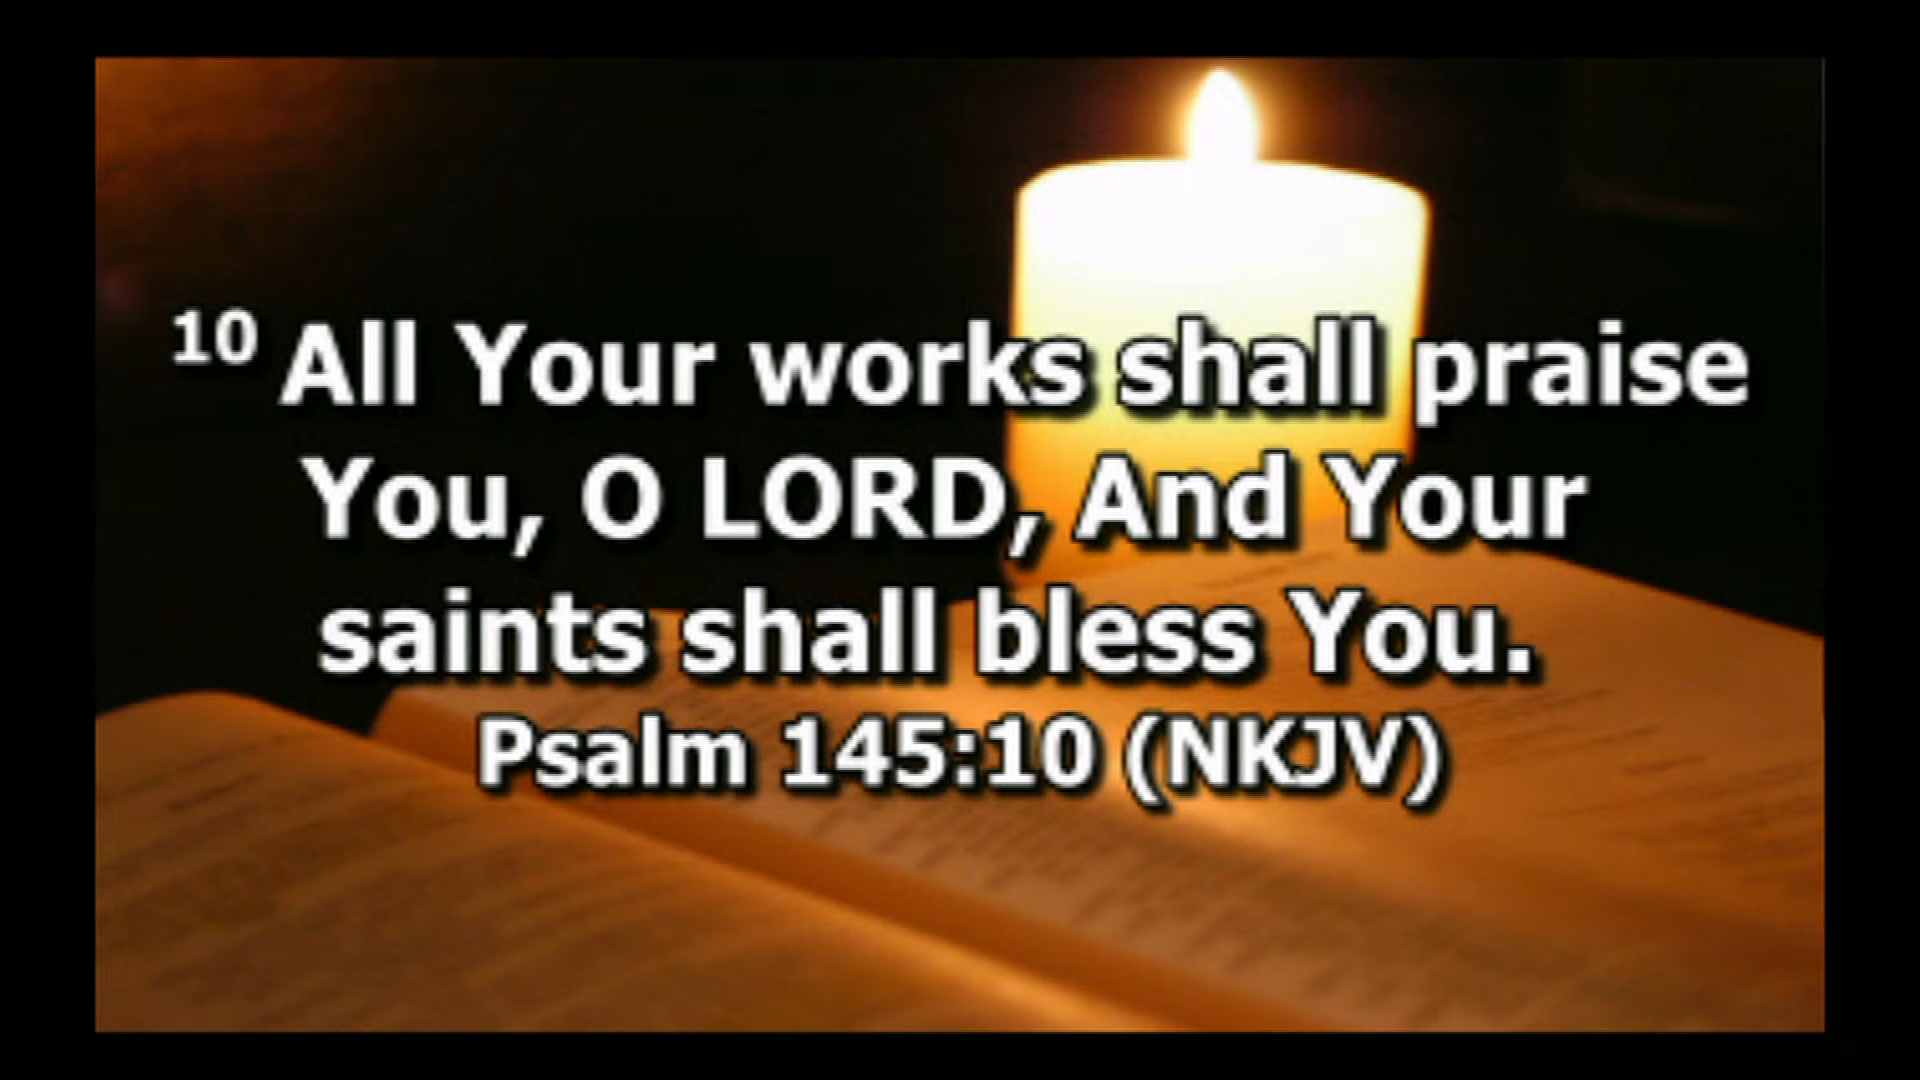 10 All Your works shall praise
You, O LORD, And Your
saints shall bless You.
Psalm 145:10 (NKJV)